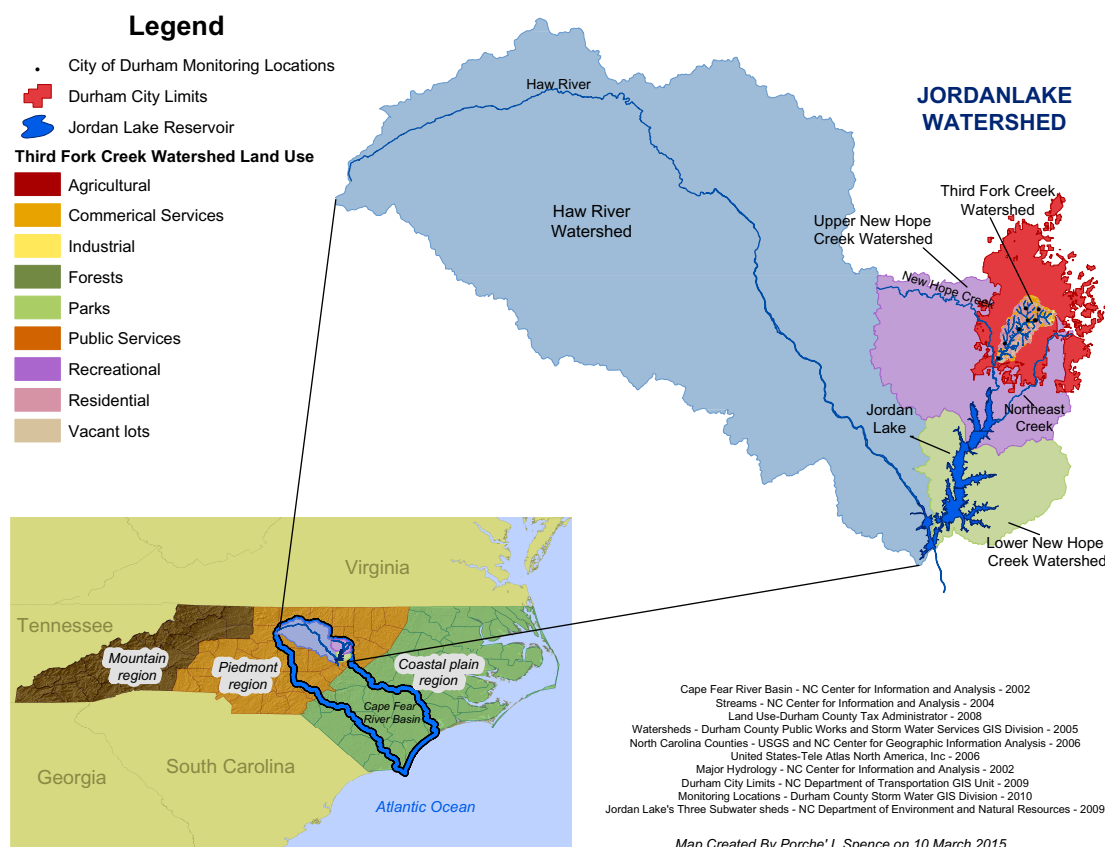 Legend
City of Durham Monitoring Locations
Durham City Limits
Jordan Lake Reservoir
Third Fork Creek Watershed Land Use
Agricultural
Commerical Services
Industrial
Forests
Parks
Public Services
Recreational
Residential
Vacant lots
JORDANLAKE
WATERSHED
Haw River
Haw River
Watershed
Third Fork Creek
Watershed
Upper New Hope
Creek Watershed
New Hope Creek
Jordan
Lake
Northeast
Creek
Lower New Hope
Creek Watershed
Virginia
Tennessee
Mountain
region
Piedmont
region
Coastal plain
region
Cape Fear
River Basin
Georgia
South Carolina
Atlantic Ocean
Cape Fear River Basin - NC Center for Information and Analysis - 2002
Streams - NC Center for Information and Analysis - 2004
Land Use-Durham County Tax Administrator - 2008
Watersheds - Durham County Public Works and Storm Water Services GIS Division - 2005
North Carolina Counties - USGS and NC Center for Geographic Information Analysis - 2006
United States-Tele Atlas North America, Inc - 2006
Major Hydrology - NC Center for Information and Analysis - 2002
Durham City Limits - NC Department of Transportation GIS Unit - 2009
Monitoring Locations - Durham County Storm Water GIS Division - 2010
Jordan Lake's Three Subwater sheds - NC Department of Environment and Natural Resources - 2009
Map Created By Porche' L Spence on 10 March 2015